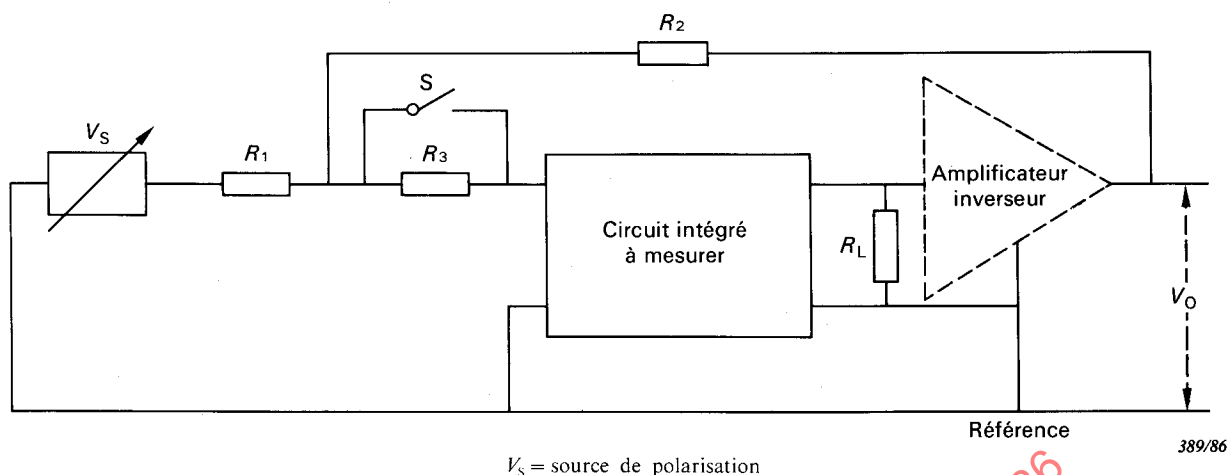 R2
S
VS
R1
R3
Amplificateur
inverseur
Circuit intégré
à mesurer
RL
VO
Référence
389/86
VS = source de polarisation